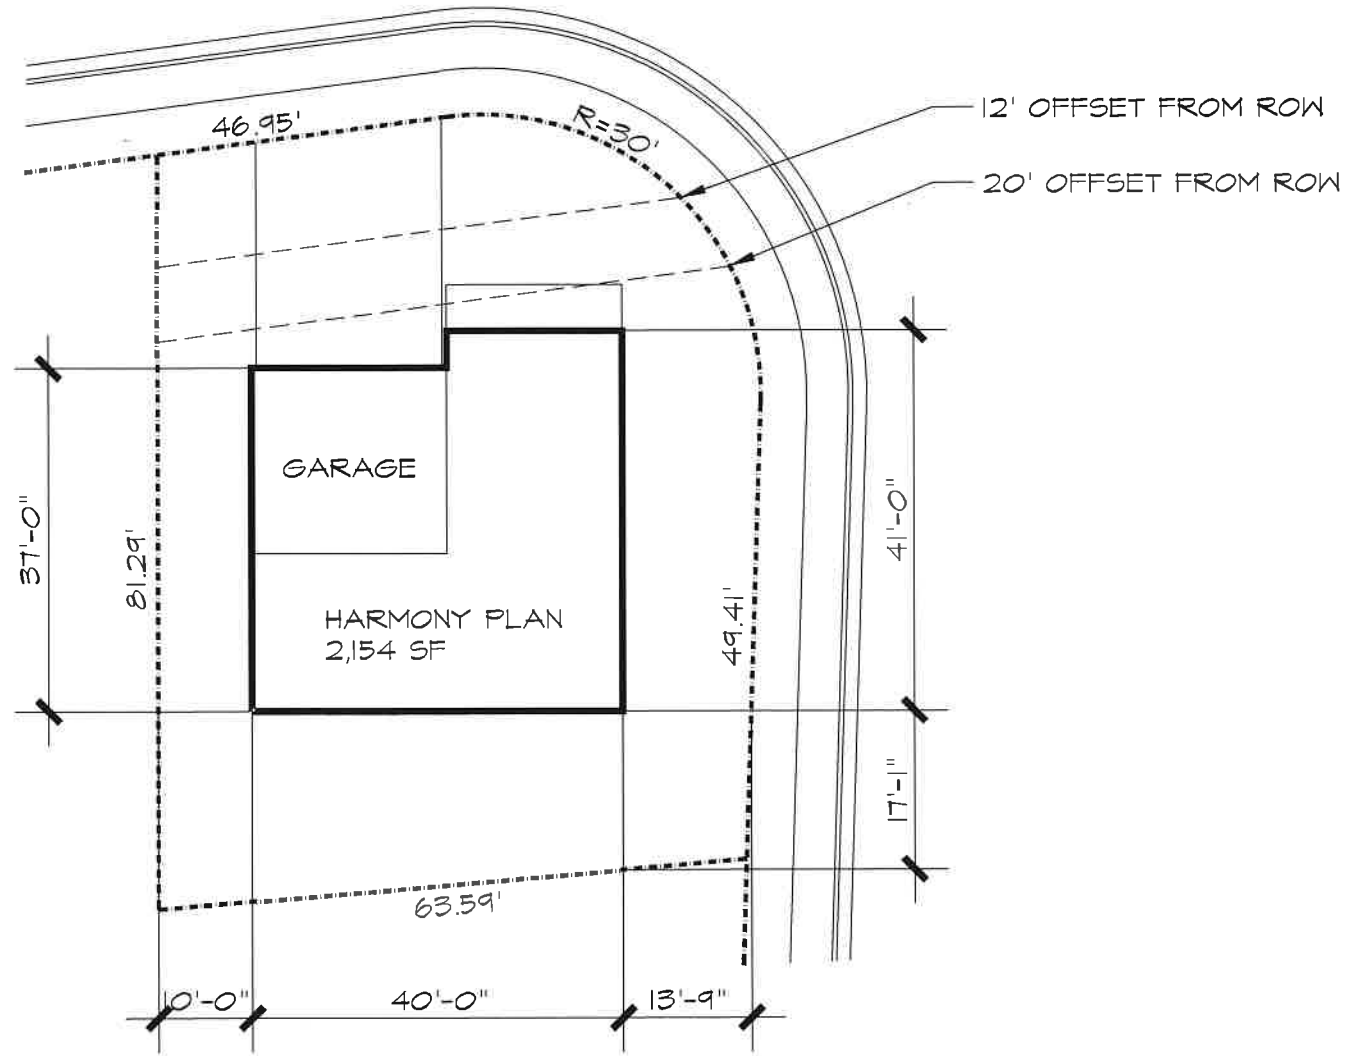 12' OFFSET FROM ROW
46.95'
R=30'
20' OFFSET FROM ROW
GARAGE
37'-0"
41'-0"
81.29'
HARMONY PLAN
2,154 SF
49.41'
17'-1"
63.59'
10'-0"
40'-0"
13'-9"